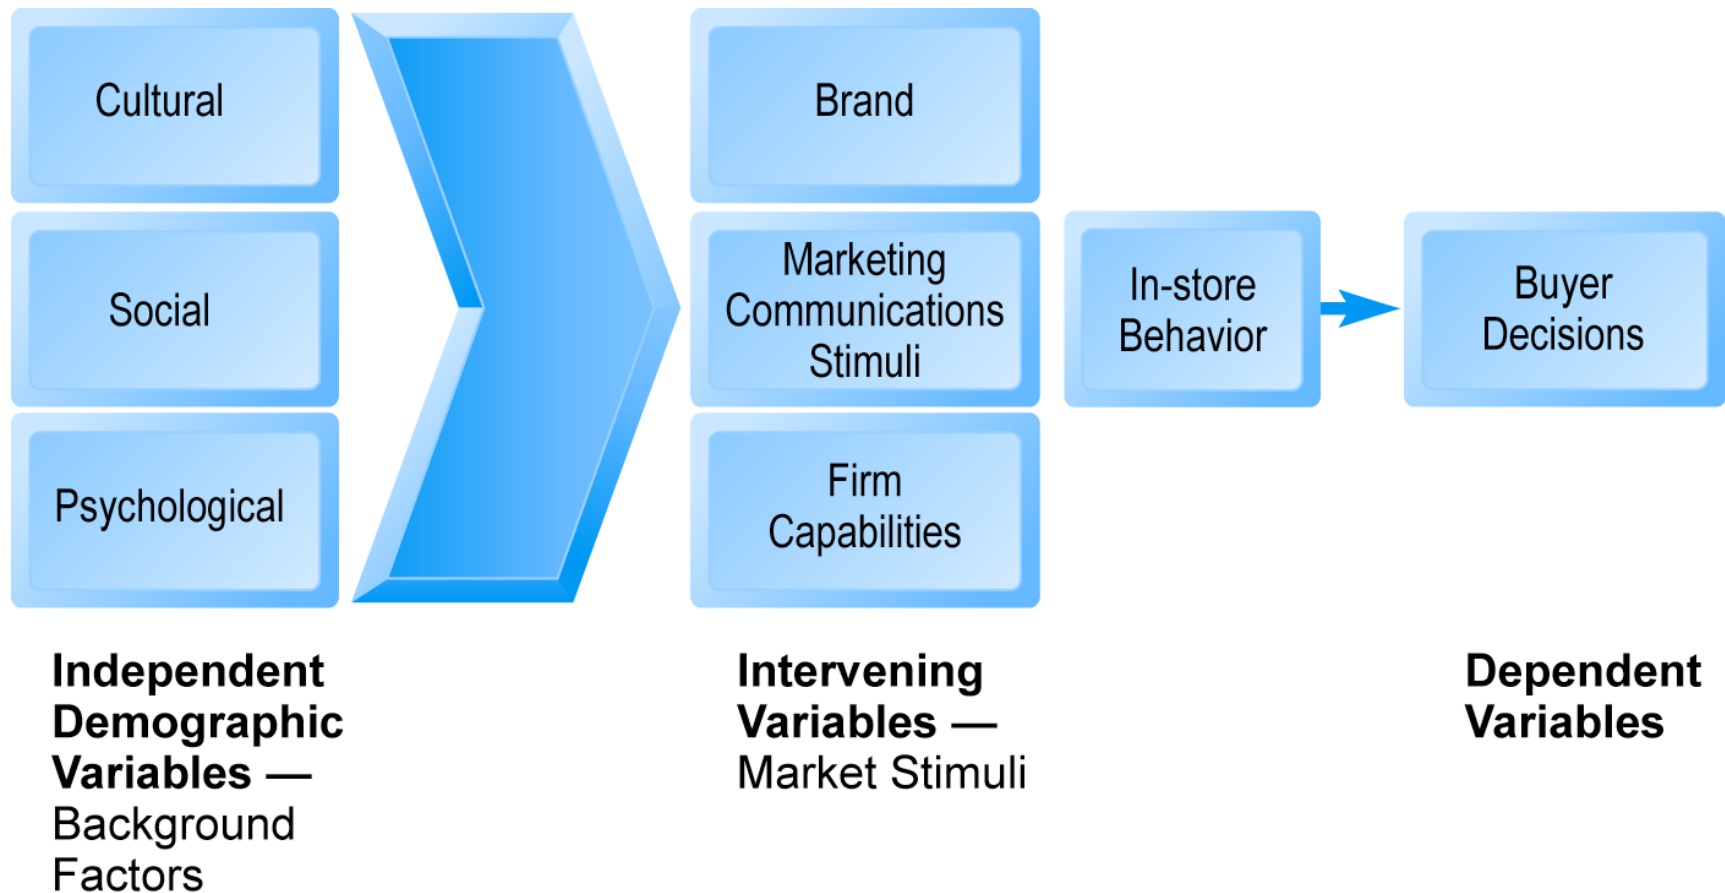 Cultural
Social
Psychological
Brand
Marketing
Communications
Stimuli
Firm
Capabilities
In-store
Behavior
Buyer
Decisions
Independent
Demographic
Variables —
Background
Factors
Intervening
Variables —
Market Stimuli
Dependent
Variables